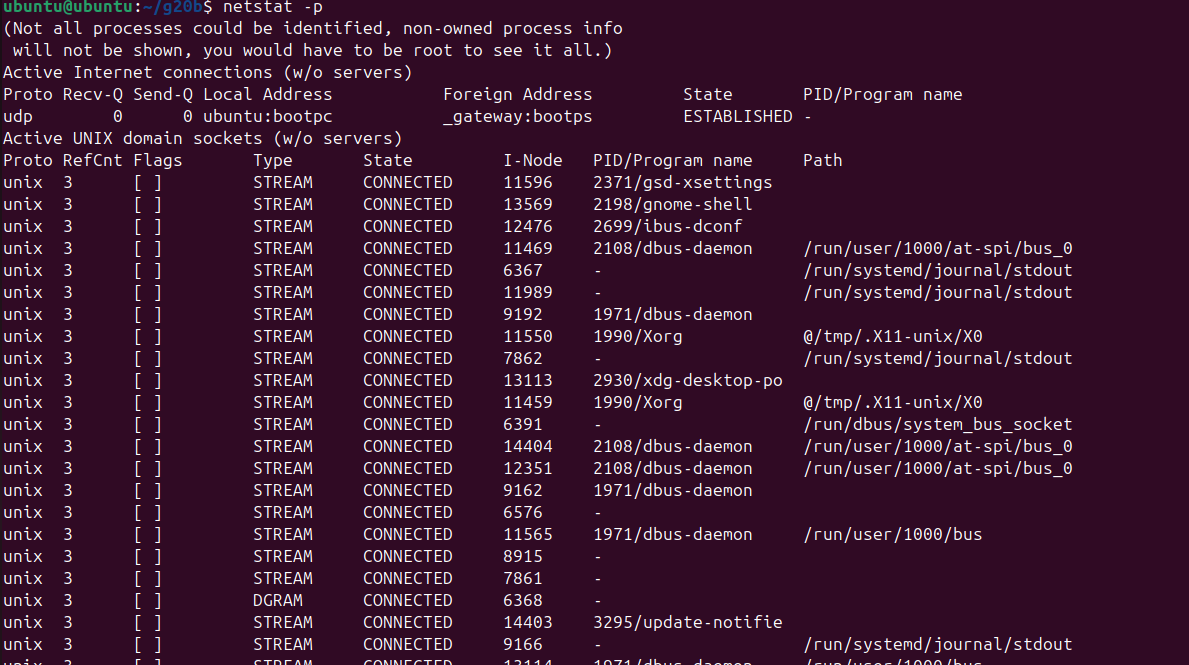 ubuntu@ubuntu:~/g20b$ netstat -p
(Not all processes could be identified, non-owned process info
 will not be shown, you would have to be root to see it all.)
Active Internet connections (w/o servers)
Proto Recv-Q Send-Q Local Address           Foreign Address         State       PID/Program name
udp        0      0 ubuntu:bootpc           _gateway:bootps         ESTABLISHED -
Active UNIX domain sockets (w/o servers)
Proto RefCnt Flags       Type       State         I-Node   PID/Program name     Path
unix  3      [ ]         STREAM     CONNECTED     11596    2371/gsd-xsettings
unix  3      [ ]         STREAM     CONNECTED     13569    2198/gnome-shell
unix  3      [ ]         STREAM     CONNECTED     12476    2699/ibus-dconf
unix  3      [ ]         STREAM     CONNECTED     11469    2108/dbus-daemon     /run/user/1000/at-spi/bus_0
unix  3      [ ]         STREAM     CONNECTED     6367     -                    /run/systemd/journal/stdout
unix  3      [ ]         STREAM     CONNECTED     11989    -                    /run/systemd/journal/stdout
unix  3      [ ]         STREAM     CONNECTED     9192     1971/dbus-daemon
unix  3      [ ]         STREAM     CONNECTED     11550    1990/Xorg            @/tmp/.X11-unix/X0
unix  3      [ ]         STREAM     CONNECTED     7862     -                    /run/systemd/journal/stdout
unix  3      [ ]         STREAM     CONNECTED     13113    2930/xdg-desktop-po
unix  3      [ ]         STREAM     CONNECTED     11459    1990/Xorg            @/tmp/.X11-unix/X0
unix  3      [ ]         STREAM     CONNECTED     6391     -                    /run/dbus/system_bus_socket
unix  3      [ ]         STREAM     CONNECTED     14404    2108/dbus-daemon     /run/user/1000/at-spi/bus_0
unix  3      [ ]         STREAM     CONNECTED     12351    2108/dbus-daemon     /run/user/1000/at-spi/bus_0
unix  3      [ ]         STREAM     CONNECTED     9162     1971/dbus-daemon
unix  3      [ ]         STREAM     CONNECTED     6576     -
unix  3      [ ]         STREAM     CONNECTED     11565    1971/dbus-daemon     /run/user/1000/bus
unix  3      [ ]         STREAM     CONNECTED     8915     -
unix  3      [ ]         STREAM     CONNECTED     7861     -
unix  3      [ ]         DGRAM      CONNECTED     6368     -
unix  3      [ ]         STREAM     CONNECTED     14403    3295/update-notifie
unix  3      [ ]         STREAM     CONNECTED     9166     -                    /run/systemd/journal/stdout
unix  3      [ ]         STREAM     CONNECTED     13114    1971/dbus-daemon     /run/user/1000/bus